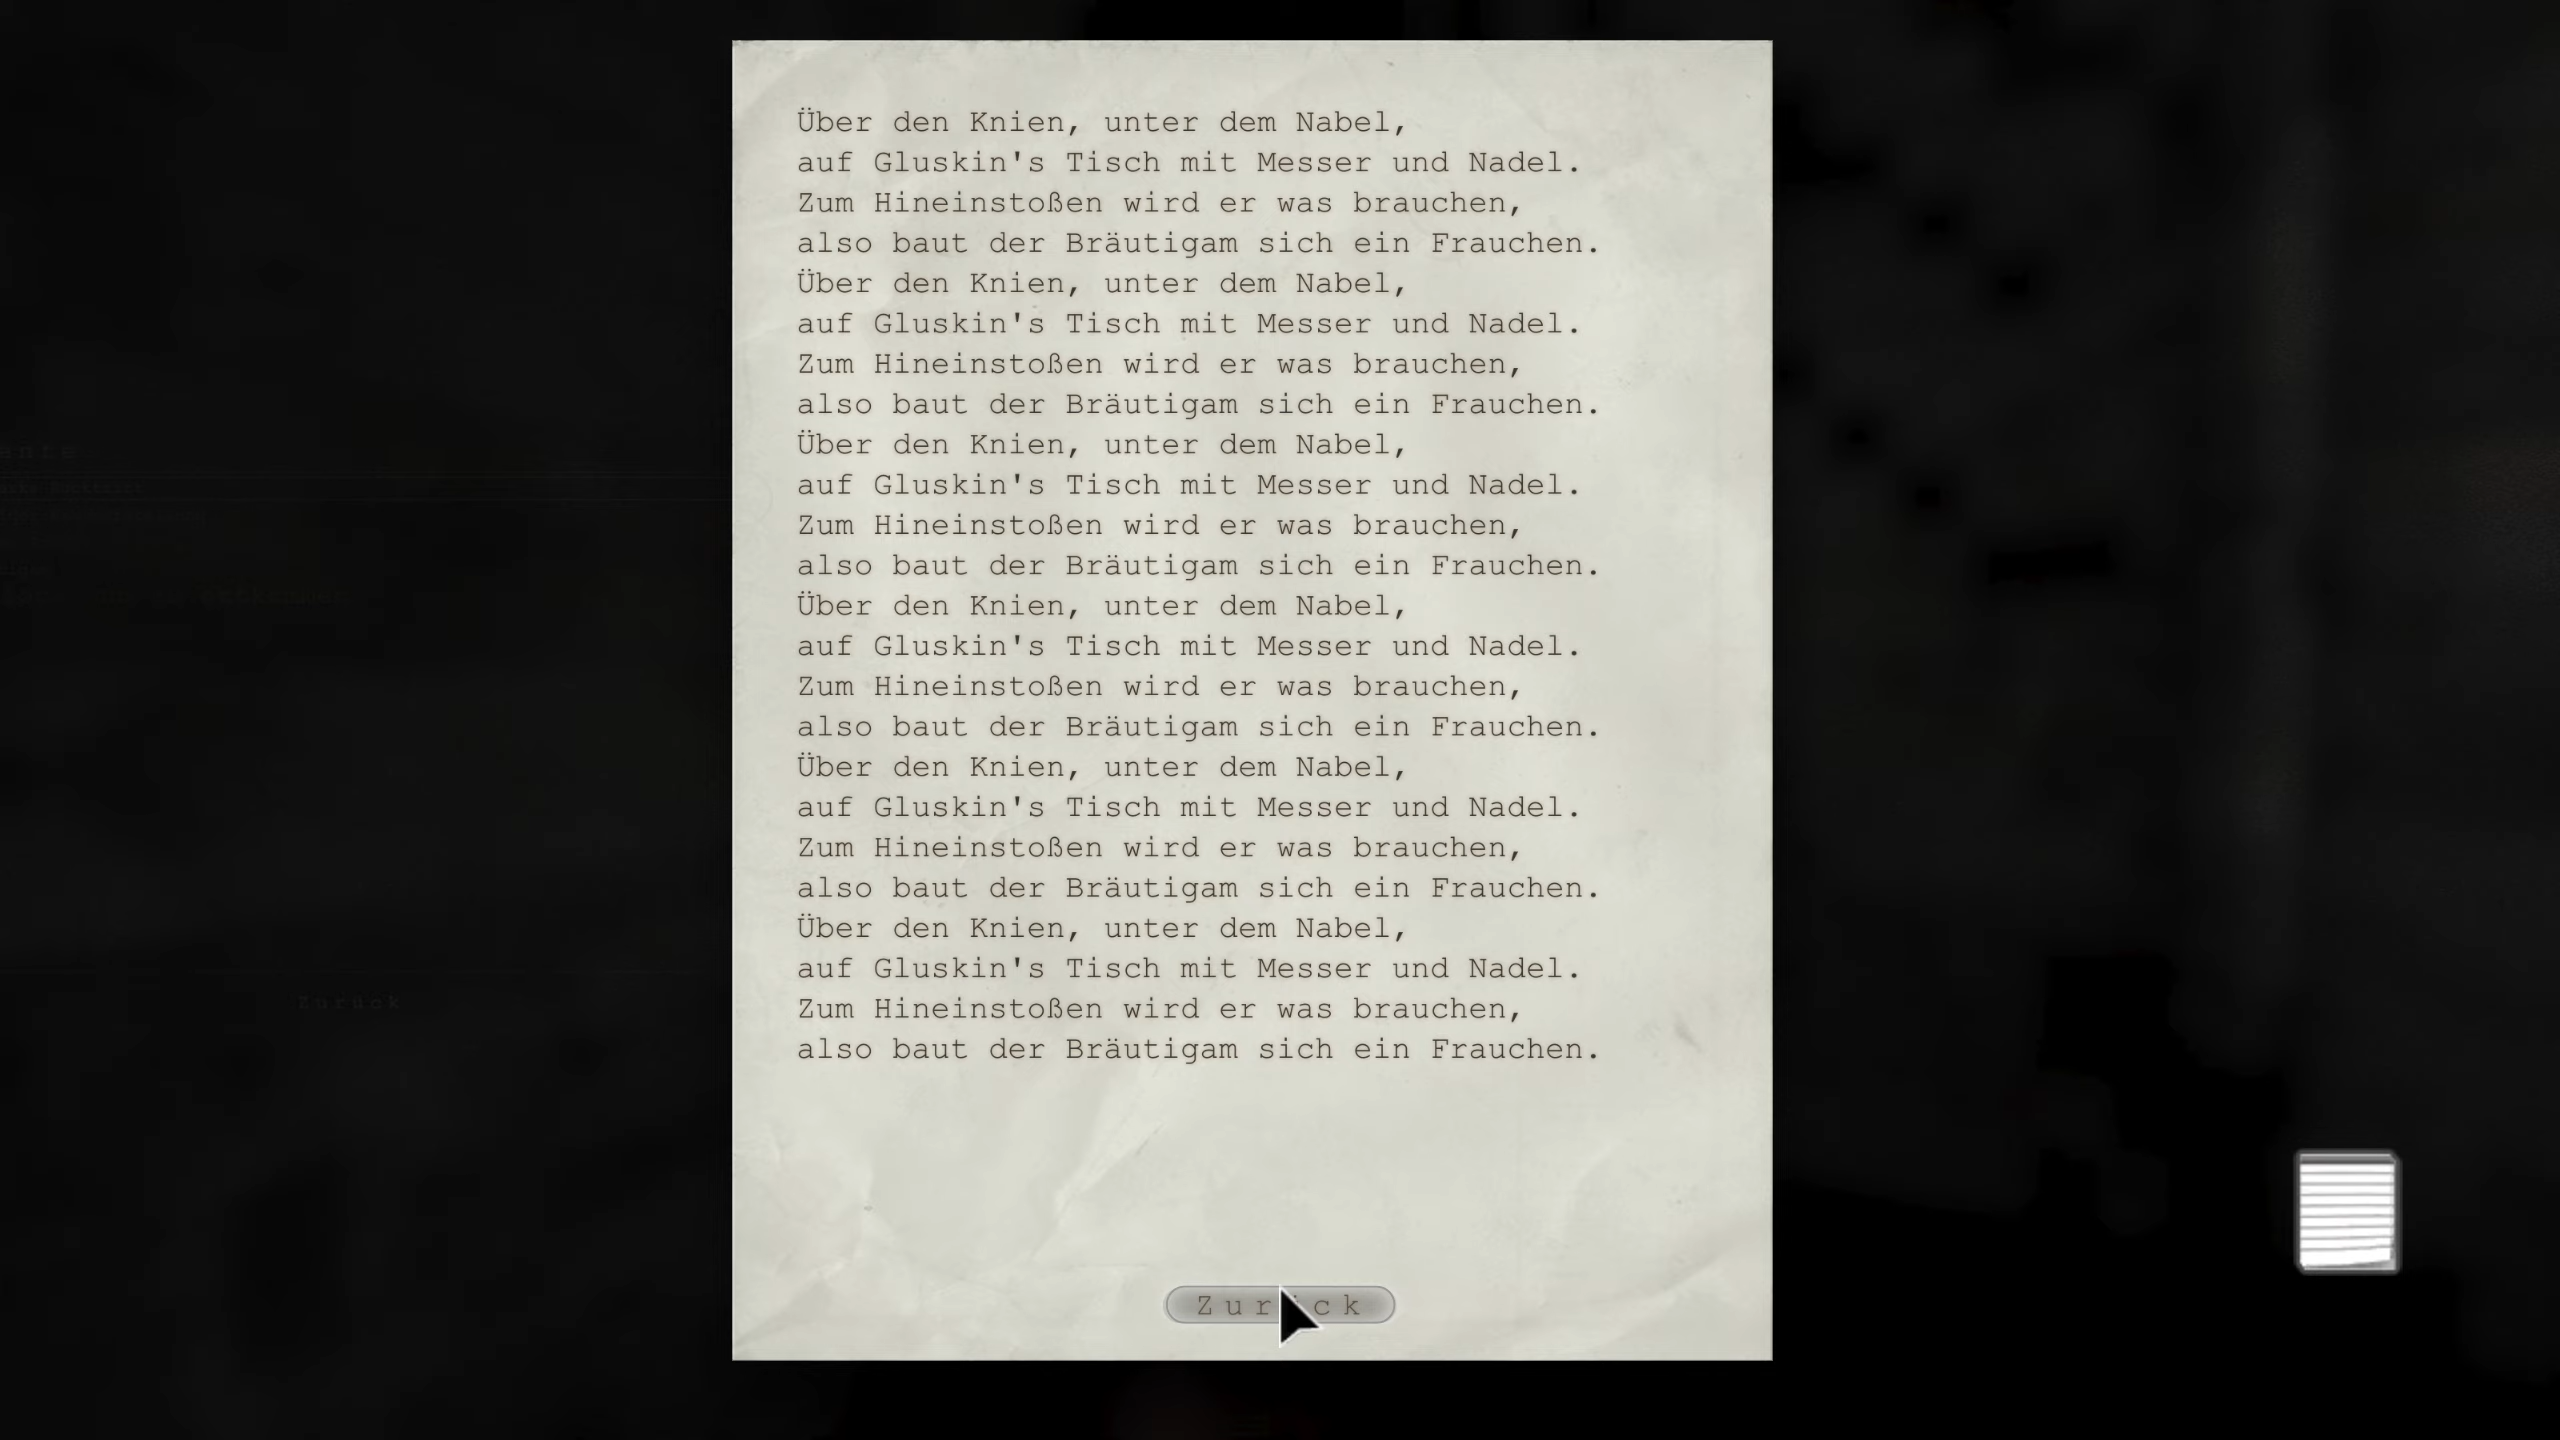 Über den Knien, unter dem Nabel,
auf Gluskin's Tisch mit Messer und Nadel.
Zum Hineinstoßen wird er was brauchen,
also baut der Bräutigam sich ein Frauchen.
Über den Knien, unter dem Nabel,
auf Gluskin's Tisch mit Messer und Nadel.
Zum Hineinstoßen wird er was brauchen,
also baut der Bräutigam sich ein Frauchen.
Über den Knien, unter dem Nabel,
auf Gluskin's Tisch mit Messer und Nadel.
Zum Hineinstoßen wird er was brauchen,
also baut der Bräutigam sich ein Frauchen.
Über den Knien, unter dem Nabel,
auf Gluskin's Tisch mit Messer und Nadel.
Zum Hineinstoßen wird er was brauchen,
also baut der Bräutigam sich ein Frauchen.
Über den Knien, unter dem Nabel,
auf Gluskin's Tisch mit Messer und Nadel.
Zum Hineinstoßen wird er was brauchen,
also baut der Bräutigam sich ein Frauchen.
Über den Knien, unter dem Nabel,
auf Gluskin's Tisch mit Messer und Nadel.
Zum Hineinstoßen wird er was brauchen,
also baut der Bräutigam sich ein Frauchen.
Zurück
Zurück